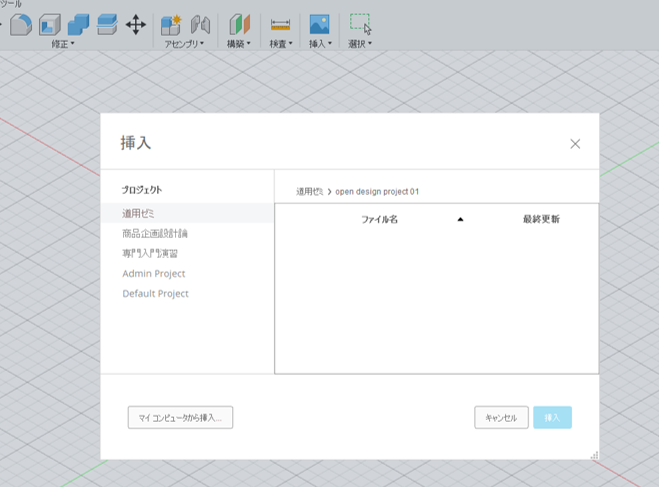 ツール
修正▼
アセンブリ▼
構築▼
検査▼
挿入▼
選択▼
挿入
プロジェクト
道用ゼミ
商品企画設計論
専門入門演習
Admin Project
Default Project
道用ゼミ > open design project 01
ファイル名 ▲ 最終更新
マイ コンピュータから挿入...
キャンセル
挿入